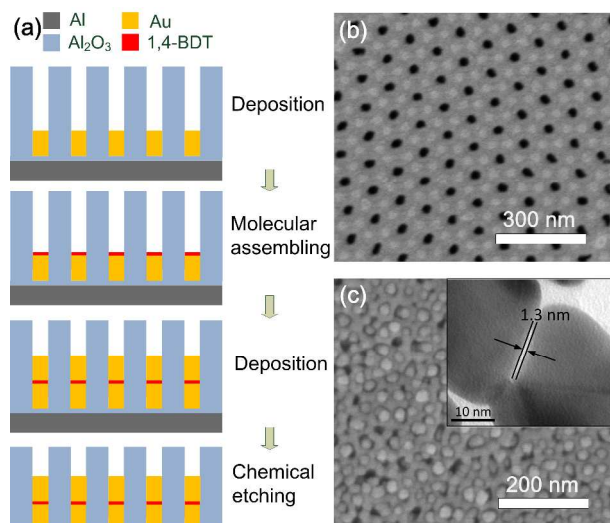 (a)
Al
Au
Al₂O₃
1,4-BDT
Deposition
Molecular
assembling
Deposition
Chemical
etching
(b)
300 nm
(c)
1.3 nm
10 nm
200 nm